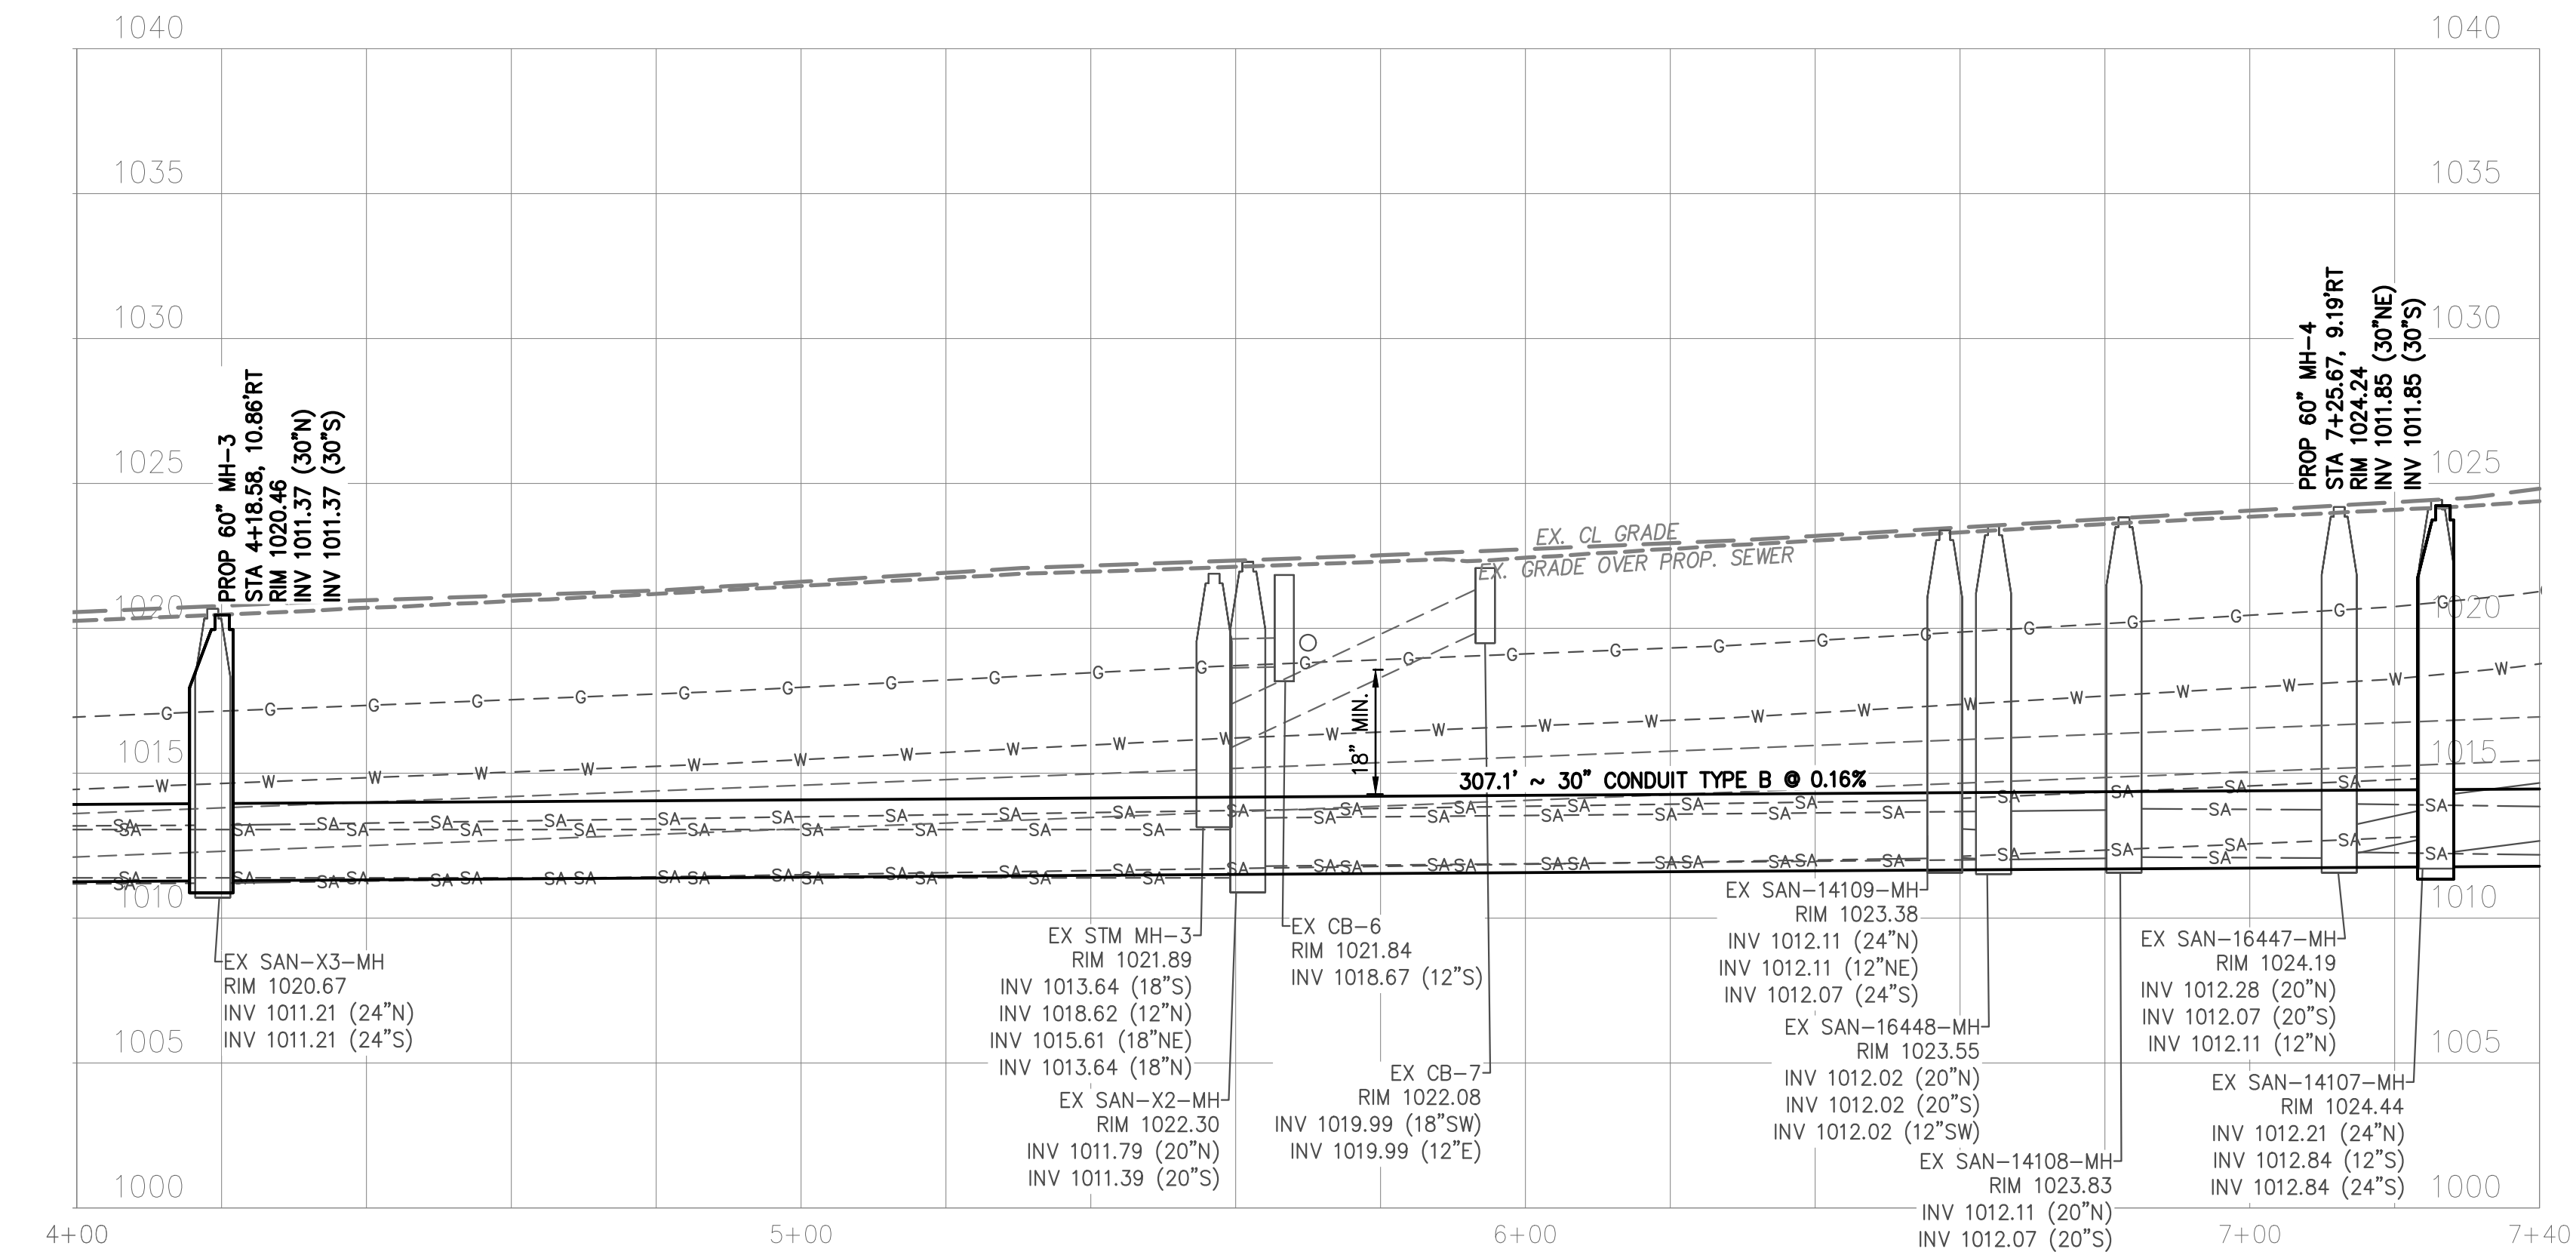 1040
1040
1035
1035
1030
1030
1025
1025
1020
1020
1015
1015
1010
1010
1005
1005
1000
1000
4+00
5+00
6+00
7+00
7+40
PROP 60" MH-3
STA 4+18.58, 10.86'RT
RIM 1020.46
INV 1011.37 (30"N)
INV 1011.37 (30"S)
PROP 60" MH-4
STA 7+25.67, 9.19'RT
RIM 1024.24
INV 1011.85 (30"NE)
INV 1011.85 (30"S)
EX. CL GRADE
EX. GRADE OVER PROP. SEWER
18" MIN.
307.1' ~ 30" CONDUIT TYPE B @ 0.16%
EX SAN-X3-MH
RIM 1020.67
INV 1011.21 (24"N)
INV 1011.21 (24"S)
EX STM MH-3
RIM 1021.89
INV 1013.64 (18"S)
INV 1018.62 (12"N)
INV 1015.61 (18"NE)
INV 1013.64 (18"N)
EX SAN-X2-MH
RIM 1022.30
INV 1011.79 (20"N)
INV 1011.39 (20"S)
EX CB-6
RIM 1021.84
INV 1018.67 (12"S)
EX CB-7
RIM 1022.08
INV 1019.99 (18"SW)
INV 1019.99 (12"E)
EX SAN-14109-MH
RIM 1023.38
INV 1012.11 (24"N)
INV 1012.11 (12"NE)
INV 1012.07 (24"S)
EX SAN-16448-MH
RIM 1023.55
INV 1012.02 (20"N)
INV 1012.02 (20"S)
INV 1012.02 (12"SW)
EX SAN-14108-MH
RIM 1023.83
INV 1012.11 (20"N)
INV 1012.07 (20"S)
EX SAN-16447-MH
RIM 1024.19
INV 1012.28 (20"N)
INV 1012.07 (20"S)
INV 1012.11 (12"N)
EX SAN-14107-MH
RIM 1024.44
INV 1012.21 (24"N)
INV 1012.84 (12"S)
INV 1012.84 (24"S)